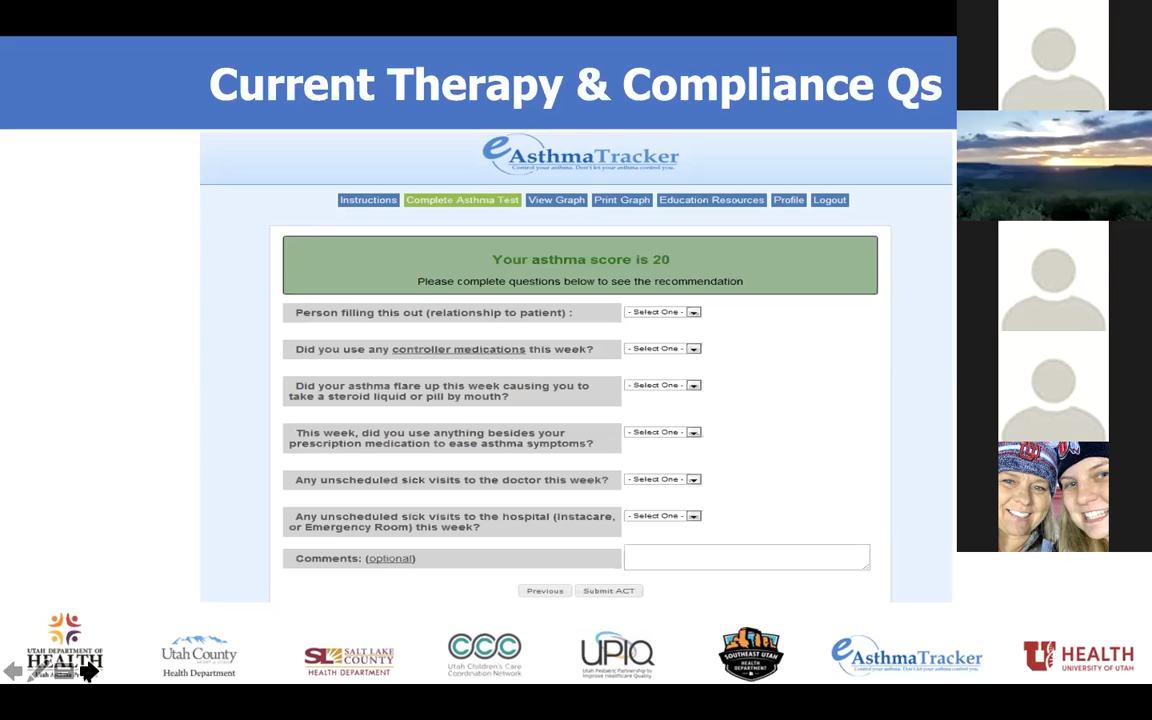 Current Therapy & Compliance Qs
eAsthmaTracker
Control your asthma. Don't let your asthma control you.
Instructions
Complete Asthma Test
View Graph
Print Graph
Education Resources
Profile
Logout
Your asthma score is 20
Please complete questions below to see the recommendation
Person filling this out (relationship to patient) :
- Select One -
Did you use any controller medications this week?
- Select One -
Did your asthma flare up this week causing you to
take a steroid liquid or pill by mouth?
- Select One -
This week, did you use anything besides your
prescription medication to ease asthma symptoms?
- Select One -
Any unscheduled sick visits to the doctor this week?
- Select One -
Any unscheduled sick visits to the hospital (Instacare,
or Emergency Room) this week?
- Select One -
Comments: (optional)
Previous
Submit ACT
UTAH DEPARTMENT OF
HEALTH
Utah County
Health Department
SL SALT LAKE
COUNTY
HEALTH DEPARTMENT
CCC
Utah Children's Care
Coordination Network
UPIQ
Utah Pediatric Partnership to
Improve Healthcare Quality
SOUTHEAST UTAH
HEALTH
DEPARTMENT
eAsthmaTracker
U HEALTH
UNIVERSITY OF UTAH